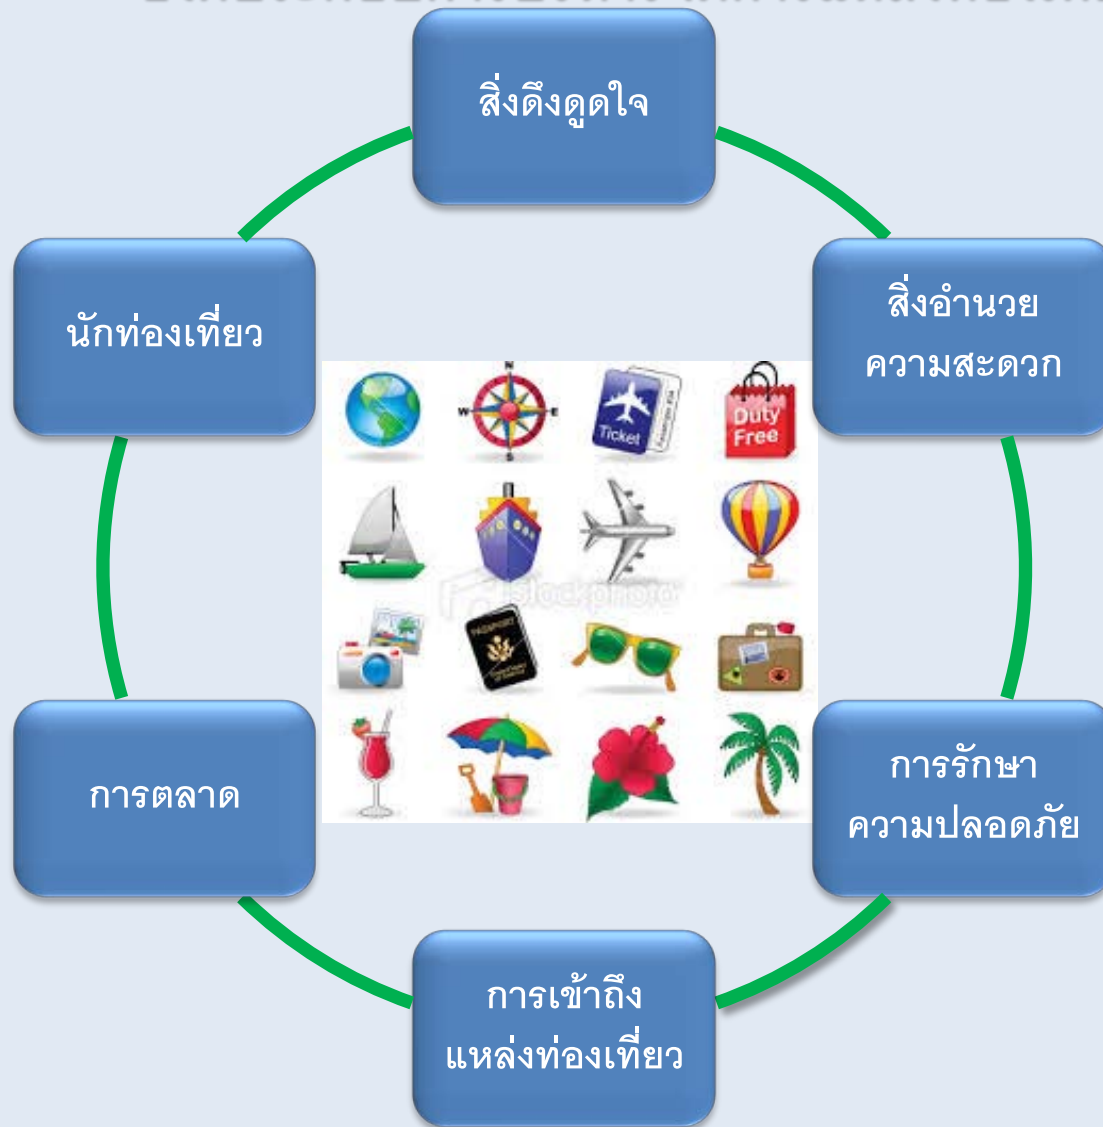 สิ่งดึงดูดใจ
สิ่งอำนวย
ความสะดวก
นักท่องเที่ยว
N
W
E
S
Ticket
Duty
Free
iStockphoto
PASSPORT
การรักษา
ความปลอดภัย
การตลาด
การเข้าถึง
แหล่งท่องเที่ยว